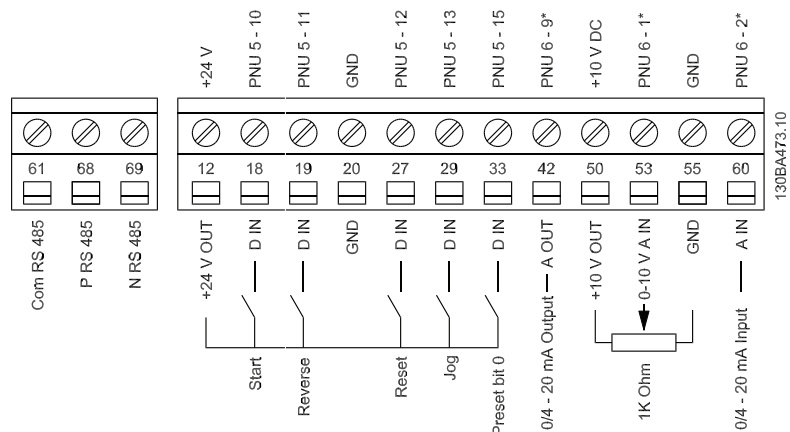 +24 V
PNU 5 - 10
PNU 5 - 11
GND
PNU 5 - 12
PNU 5 - 13
PNU 5 - 15
PNU 6 - 9*
+10 V DC
PNU 6 - 1*
GND
PNU 6 - 2*
61 68 69
12 18 19 20 27 29 33 42 50 53 55 60
Com RS 485
P RS 485
N RS 485
+24 V OUT
D IN
D IN
GND
D IN
D IN
D IN
A OUT
+10 V OUT
0-10 V A IN
GND
A IN
Start
Reverse
Reset
Jog
Preset bit 0
0/4 - 20 mA Output
1K Ohm
0/4 - 20 mA Input
130BA473.10